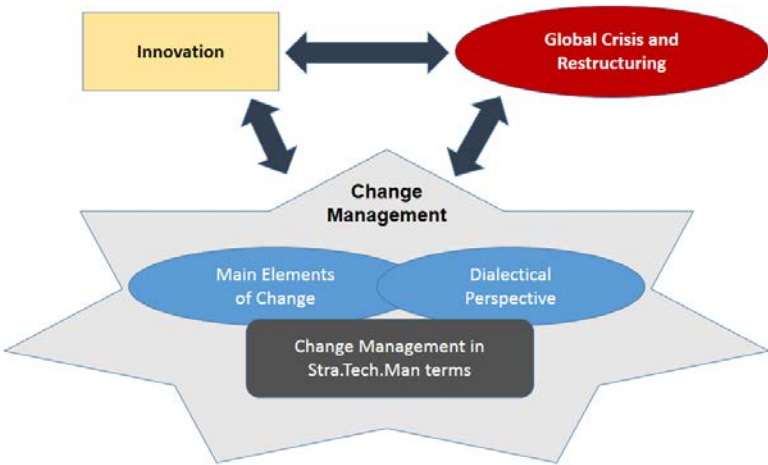 Innovation
Global Crisis and
Restructuring
Change
Management
Main Elements
of Change
Dialectical
Perspective
Change Management in
Stra.Tech.Man terms